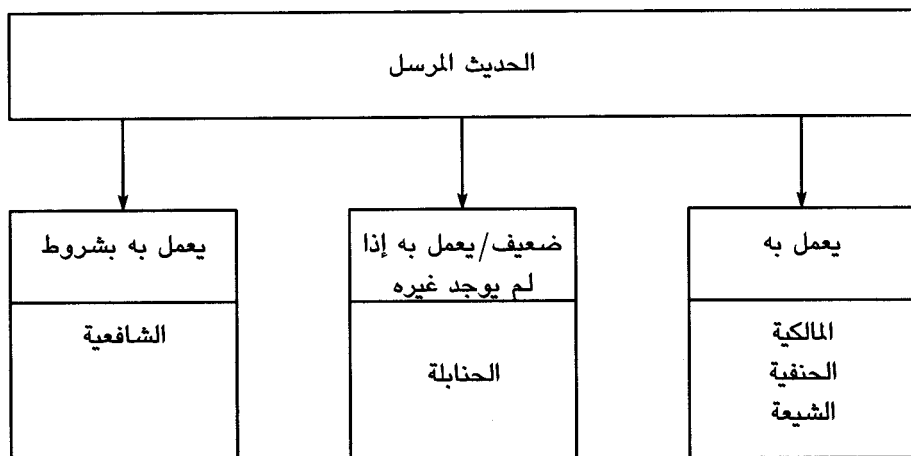 الحديث المرسل
يعمل به
المالكية
الحنفية
الشيعة
ضعيف/يعمل به إذا
لم يوجد غيره
الحنابلة
يعمل به بشروط
الشافعية